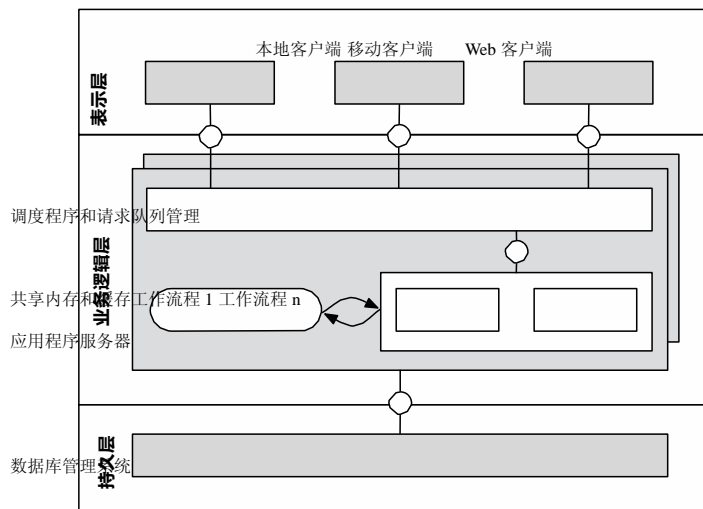 本地客户端 移动客户端 Web 客户端
表示层
调度程序和请求队列管理
业务逻辑层
共享内存和缓存工作流程 1 工作流程 n
应用程序服务器
持久层
数据库管理系统